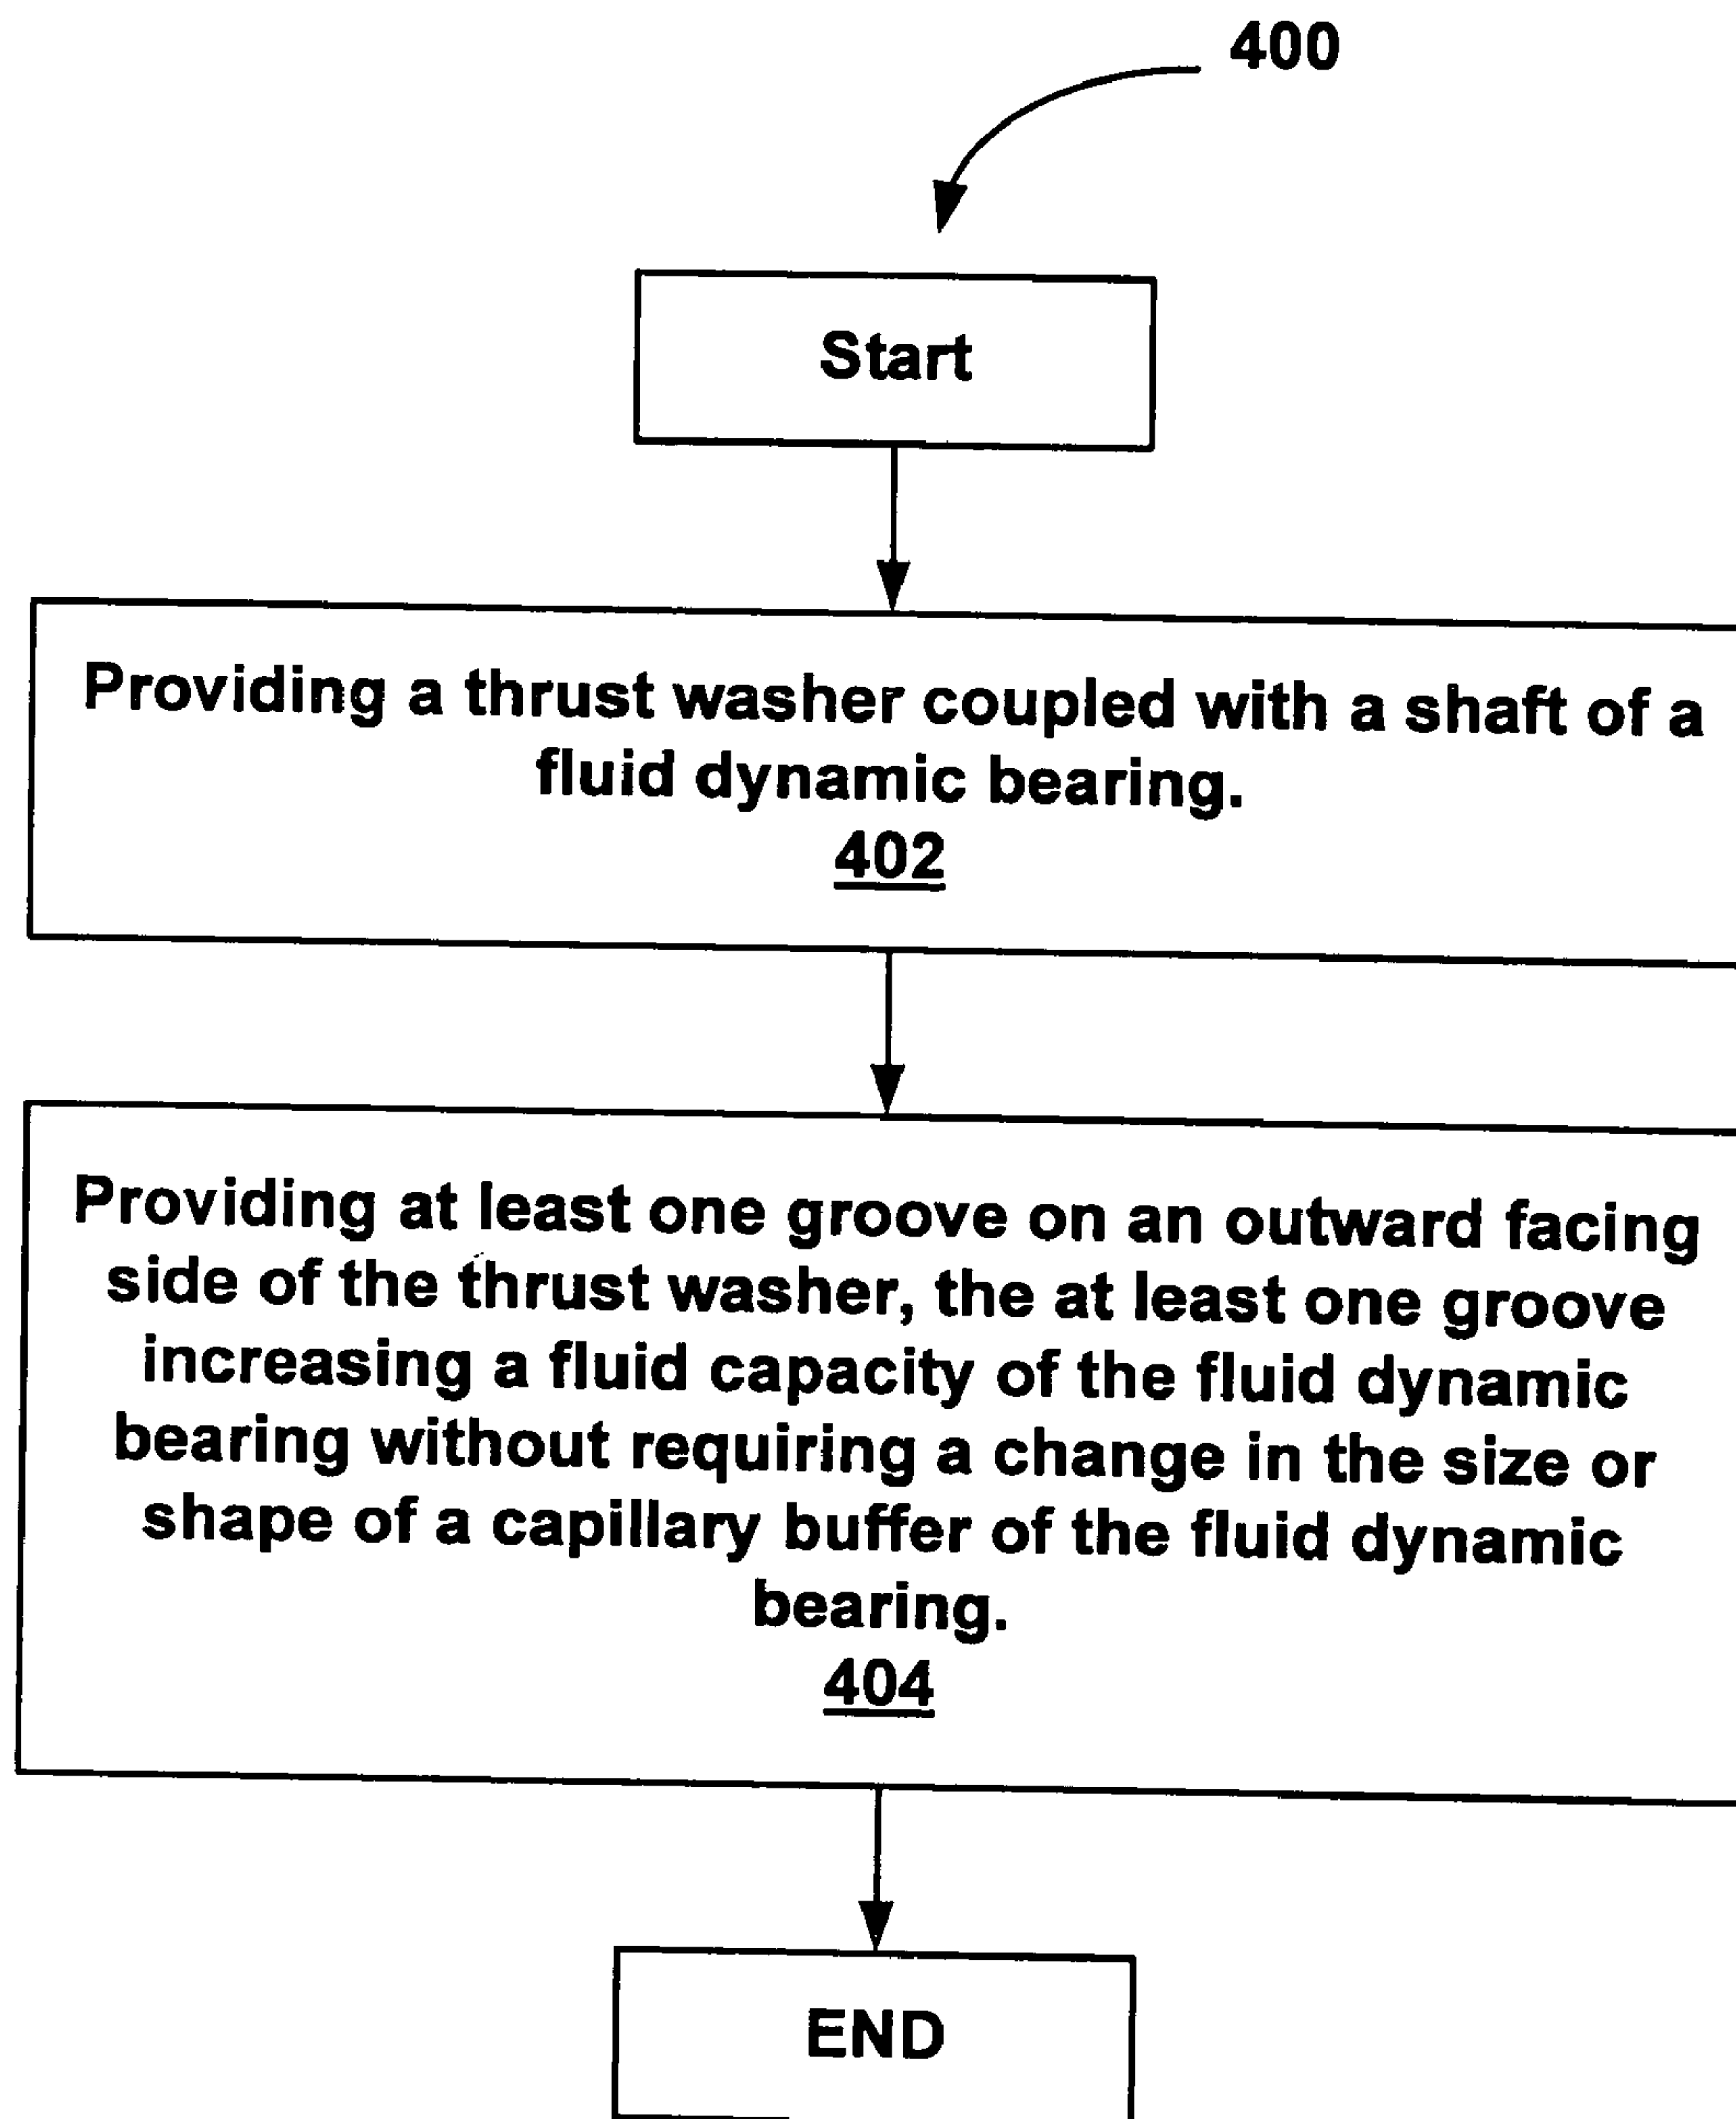 400
Start
Providing a thrust washer coupled with a shaft of a
fluid dynamic bearing.
402
Providing at least one groove on an outward facing
side of the thrust washer, the at least one groove
increasing a fluid capacity of the fluid dynamic
bearing without requiring a change in the size or
shape of a capillary buffer of the fluid dynamic
bearing.
404
END